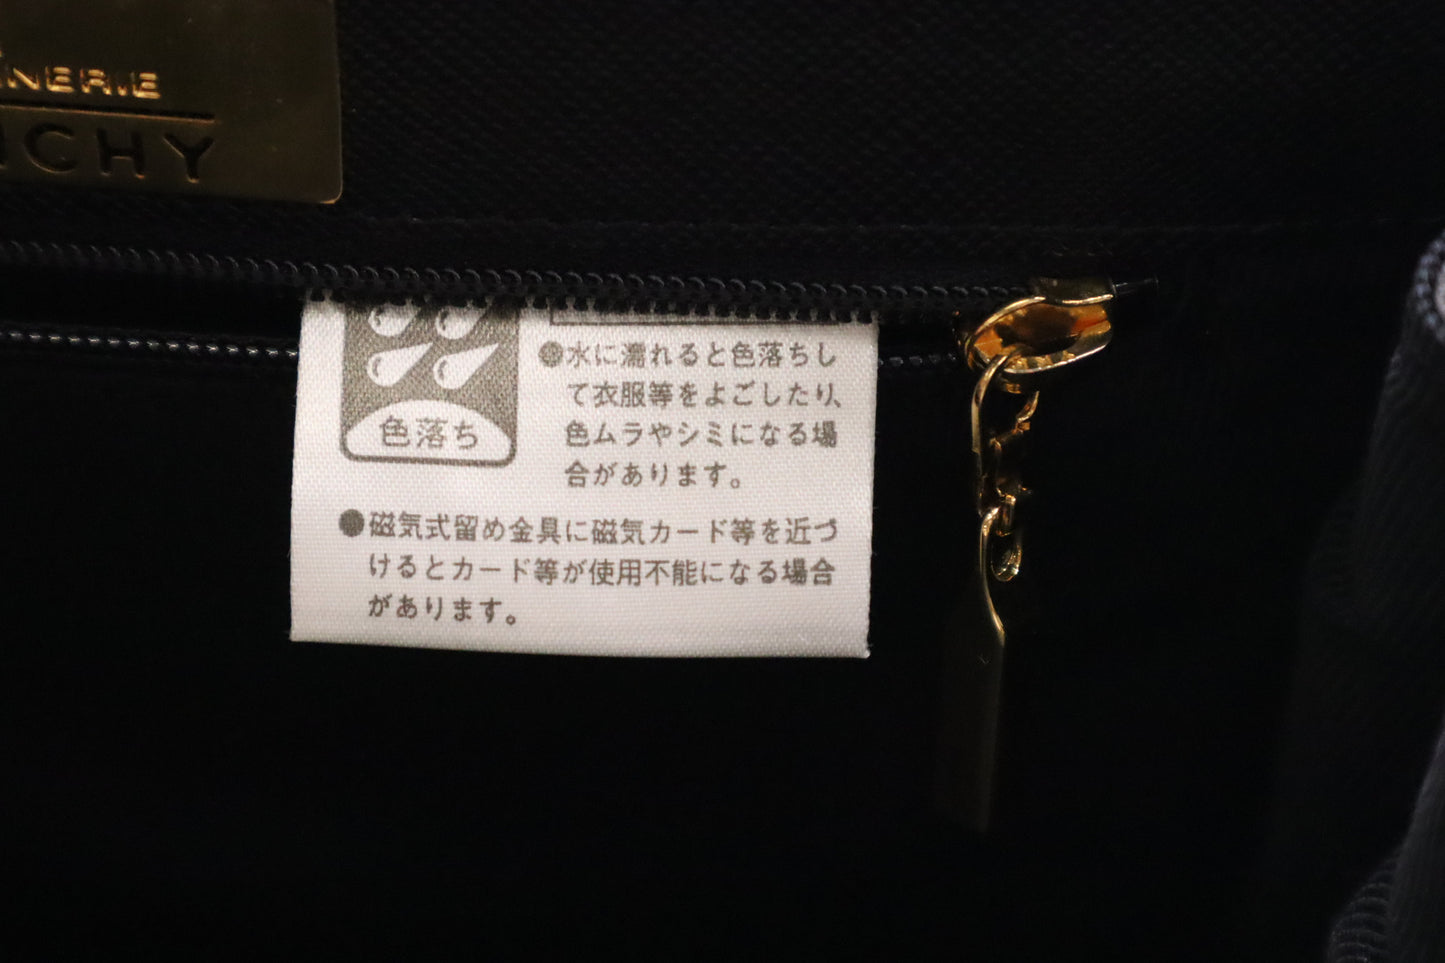 NERIE
CHY
●水に濡れると色落ちし
て衣服等をよごしたり、
色ムラやシミになる場
合があります。
色落ち
●磁気式留め金具に磁気カード等を近づ
けるとカード等が使用不能になる場合
があります。